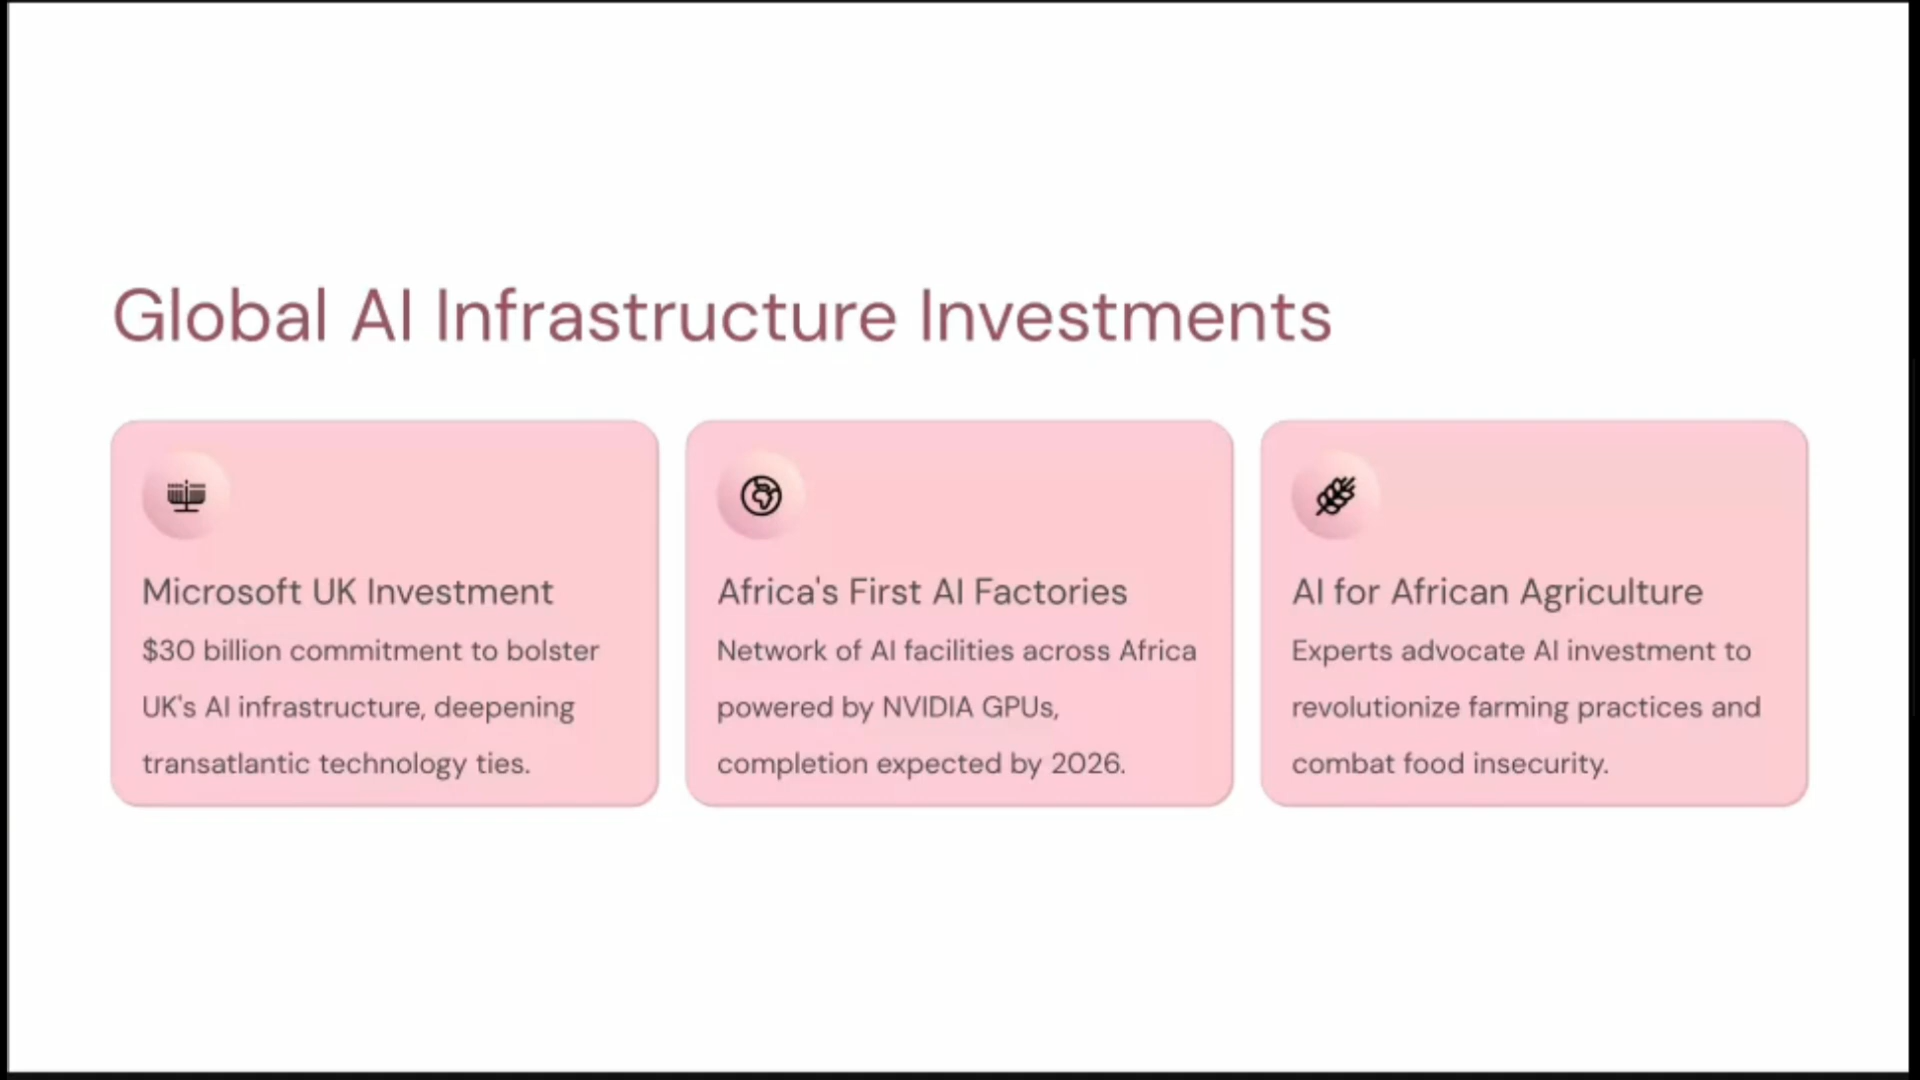 Global AI Infrastructure Investments
Microsoft UK Investment
$30 billion commitment to bolster
UK's AI infrastructure, deepening
transatlantic technology ties.
Africa's First AI Factories
Network of AI facilities across Africa
powered by NVIDIA GPUs,
completion expected by 2026.
AI for African Agriculture
Experts advocate AI investment to
revolutionize farming practices and
combat food insecurity.